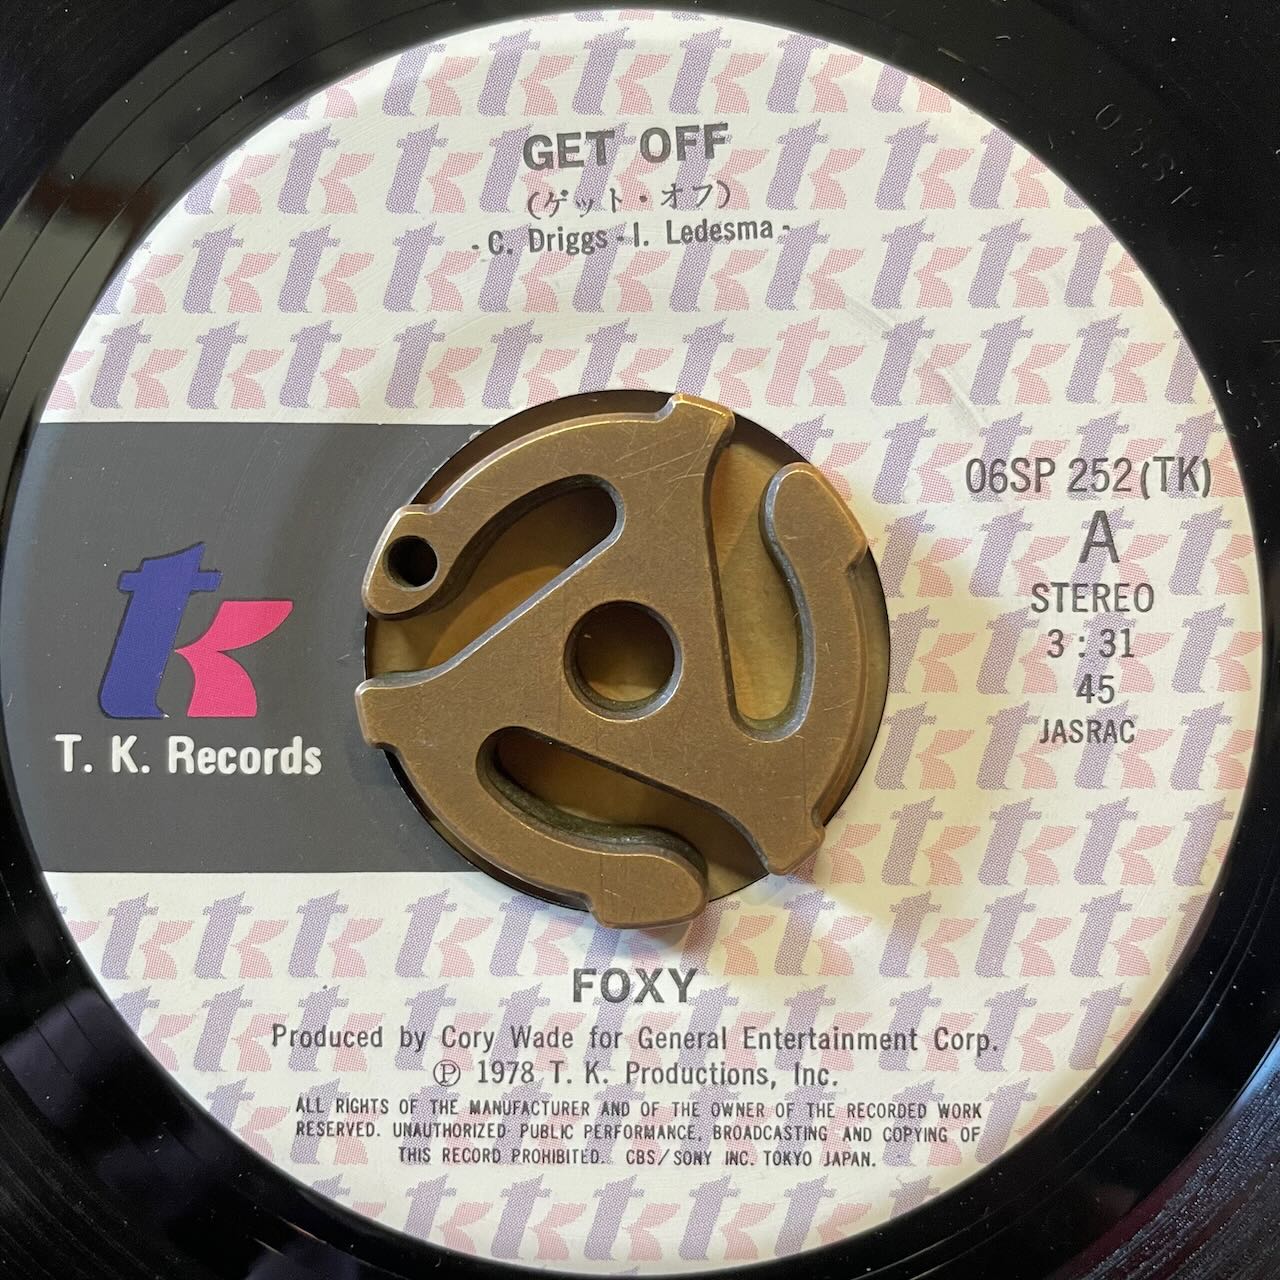 GET OFF
(ゲット・オフ)
- C. Driggs - I. Ledesma -
06SP 252(TK)
A
STEREO
3 : 31
45
JASRAC
tk
T. K. Records
FOXY
Produced by Cory Wade for General Entertainment Corp.
Ⓟ 1978 T. K. Productions, Inc.
ALL RIGHTS OF THE MANUFACTURER AND OF THE OWNER OF THE RECORDED WORK
RESERVED. UNAUTHORIZED PUBLIC PERFORMANCE, BROADCASTING AND COPYING OF
THIS RECORD PROHIBITED. CBS/SONY INC. TOKYO JAPAN.